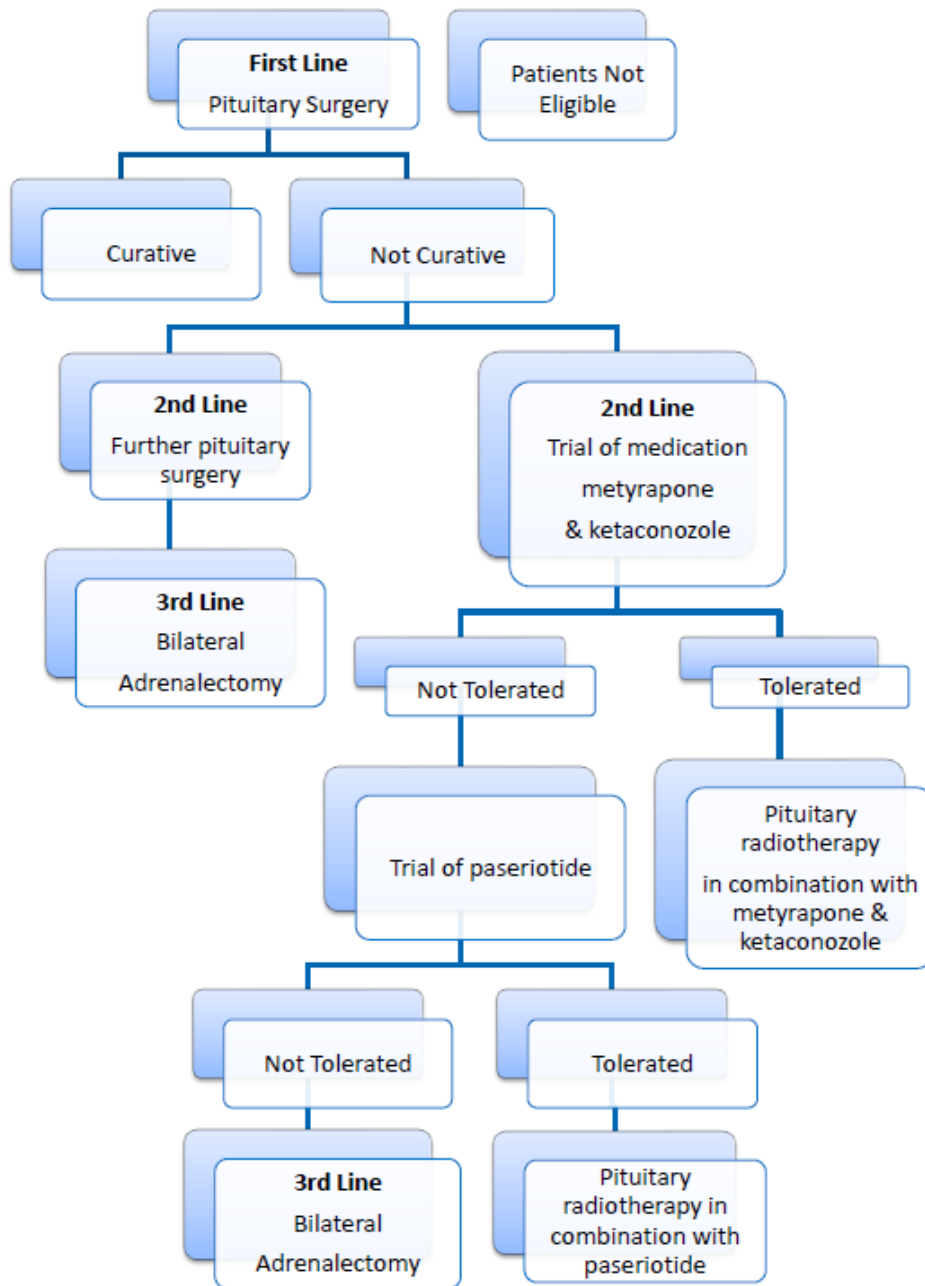 First Line
Pituitary Surgery
Patients Not
Eligible
Curative
Not Curative
2nd Line
Further pituitary
surgery
2nd Line
Trial of medication
metyrapone
& ketaconozole
3rd Line
Bilateral
Adrenalectomy
Not Tolerated
Tolerated
Trial of paseriotide
Pituitary
radiotherapy
in combination with
metyrapone &
ketaconozole
Not Tolerated
Tolerated
3rd Line
Bilateral
Adrenalectomy
Pituitary
radiotherapy in
combination with
paseriotide